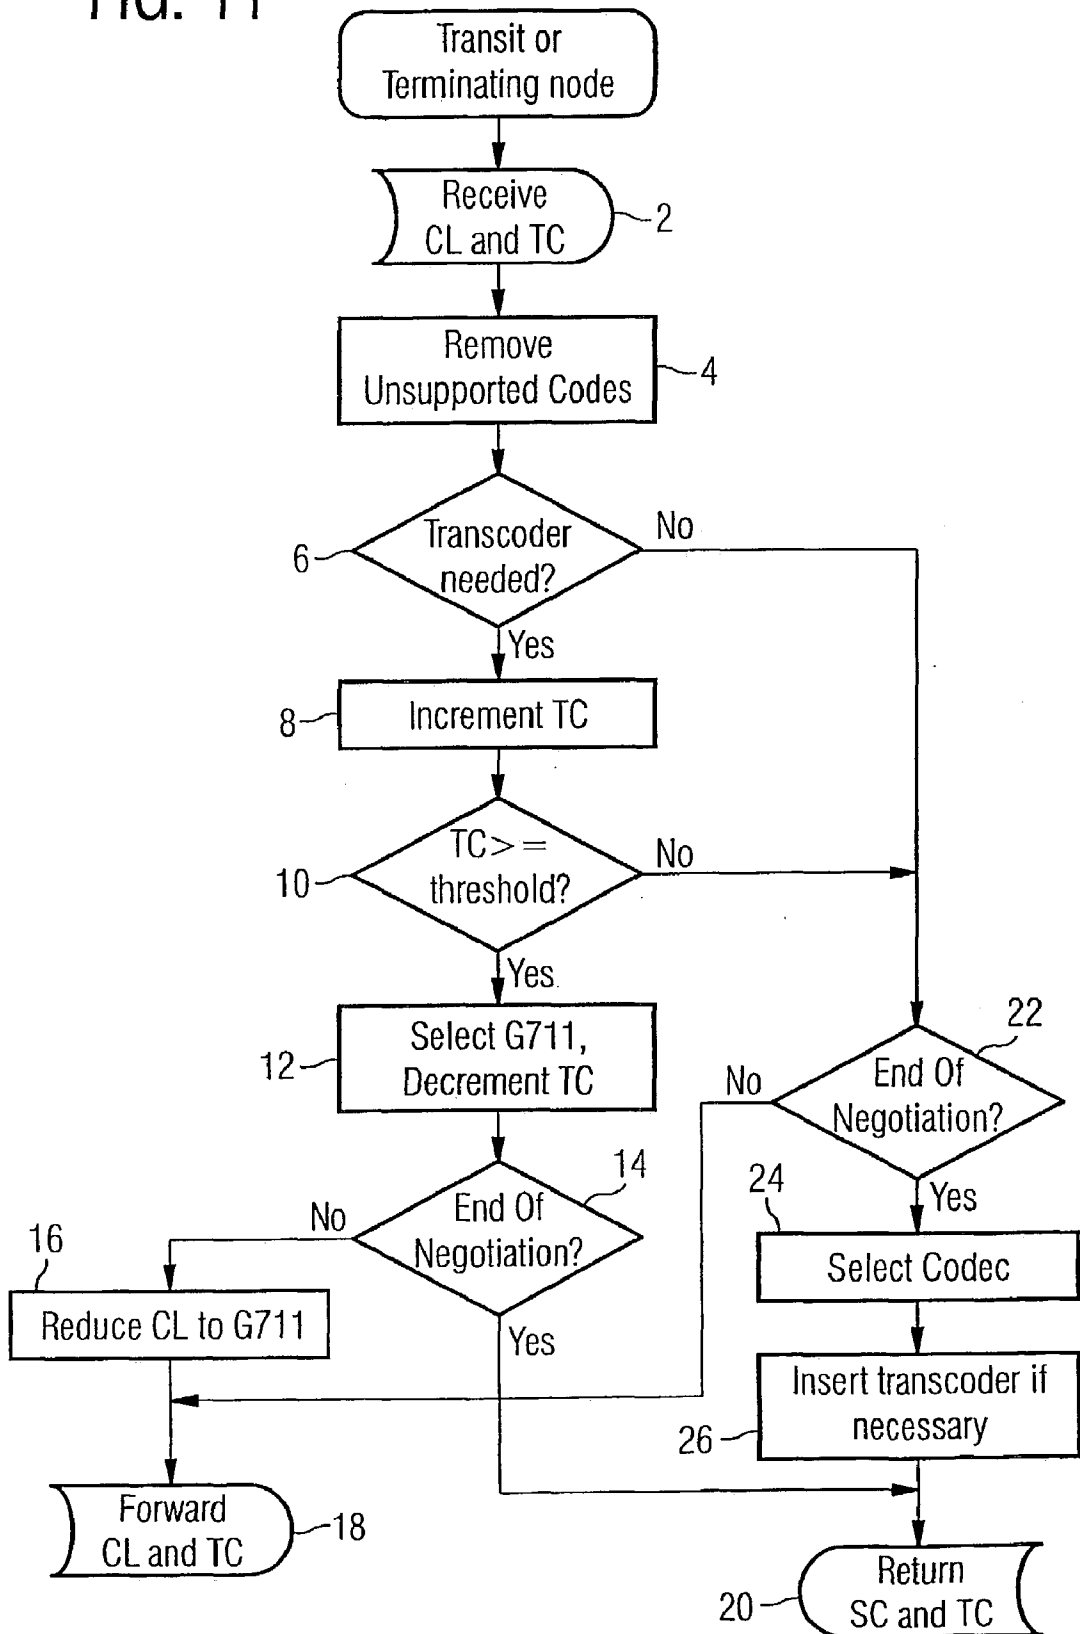 Transit or
Terminating node
Receive
CL and TC
2
Remove
Unsupported Codes
4
Transcoder
needed?
6
No
Yes
Increment TC
8
TC> =
threshold?
10
No
Yes
Select G711,
Decrement TC
12
22
End Of
Negotiation?
No
Yes
14
End Of
Negotiation?
No
Yes
24
Select Codec
16
Reduce CL to G711
Insert transcoder if
necessary
26
Forward
CL and TC
18
Return
SC and TC
20